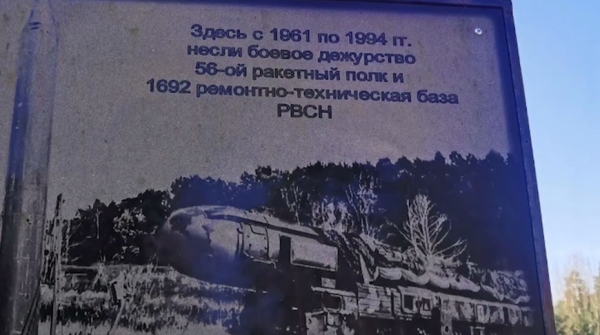 Здесь с 1961 по 1994 гг.
несли боевое дежурство
56-ой ракетный полк и
1692 ремонтно-техническая база
РВСН